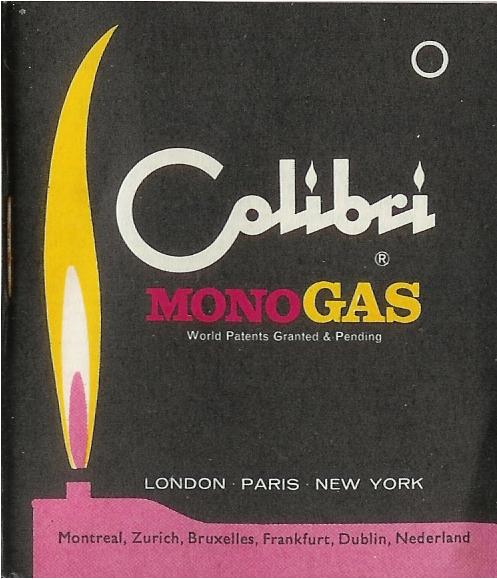 Colibri
®
MONOGAS
World Patents Granted & Pending
LONDON · PARIS · NEW YORK
Montreal, Zurich, Bruxelles, Frankfurt, Dublin, Nederland